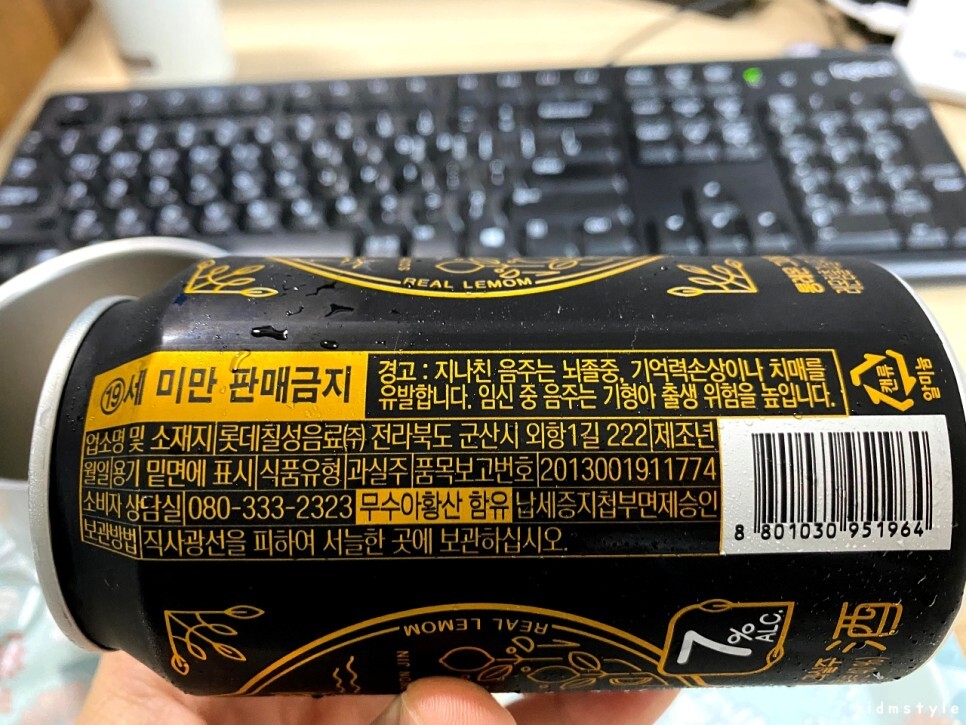 REAL LEMOM
⑲세 미만 판매금지
경고 : 지나친 음주는 뇌졸중, 기억력손상이나 치매를
유발합니다. 임신 중 음주는 기형아 출생 위험을 높입니다.
캔류
알미늄
업소명 및 소재지 롯데칠성음료㈜ 전라북도 군산시 외항1길 222 제조년
월일 용기 밑면에 표시 식품유형 과실주 품목보고번호 2013001911774
소비자 상담실 080-333-2323 무수아황산 함유 납세증지첩부면제승인
보관방법 직사광선을 피하여 서늘한 곳에 보관하십시오.
8 801030 951964
REAL LEMOM
JIN
7% ALC.
酒
idmstyle